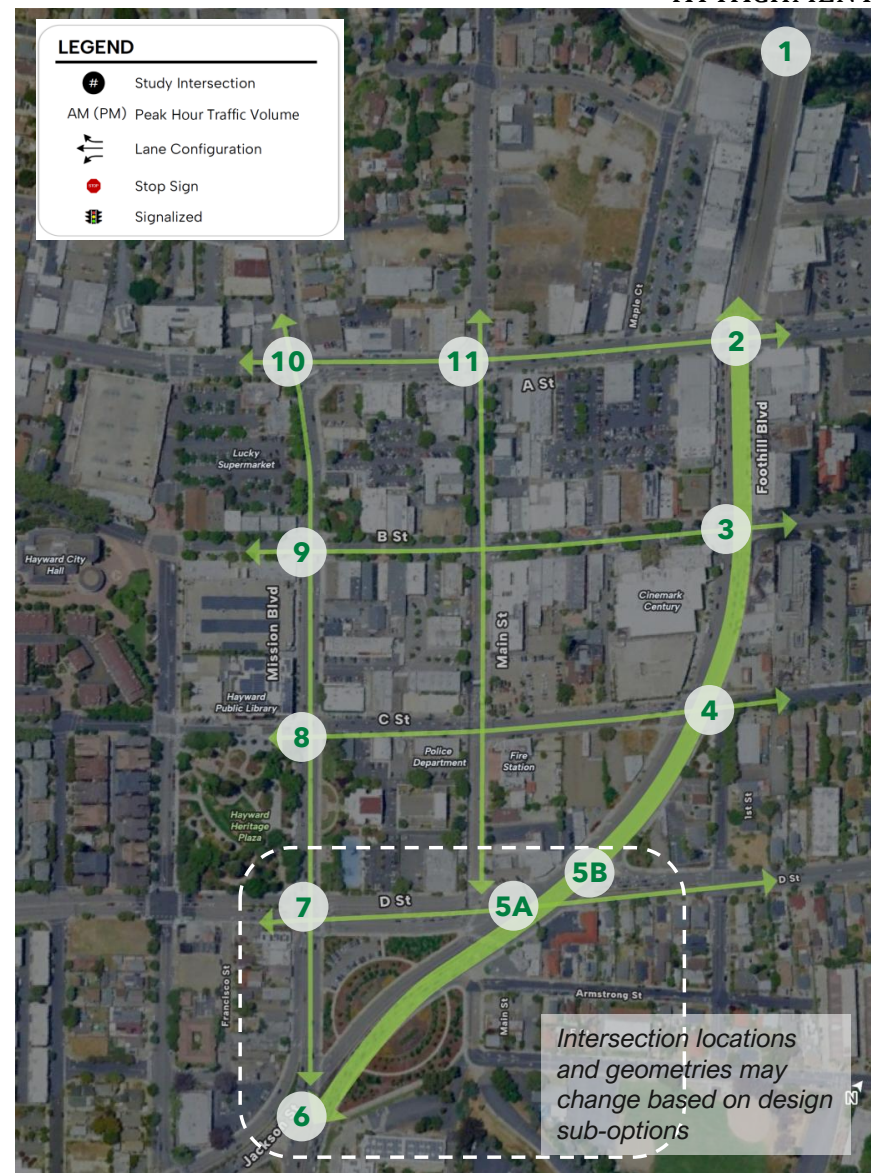 ATTACHMENT
LEGEND
# Study Intersection
AM (PM) Peak Hour Traffic Volume
Lane Configuration
STOP Stop Sign
Signalized
1
Maple Ct
10
11
2
A St
Foothill Blvd
Lucky
Supermarket
B St
3
9
Hayward City
Hall
Cinemark
Century
Mission Blvd
Main St
Hayward
Public Library
C St
4
8
Police
Department
Fire
Station
1st St
Hayward
Heritage
Plaza
5B
D St
7
D St
5A
Francisco St
Armstrong St
Main St
Intersection locations
and geometries may
change based on design
sub-options
N
6
Jackson St